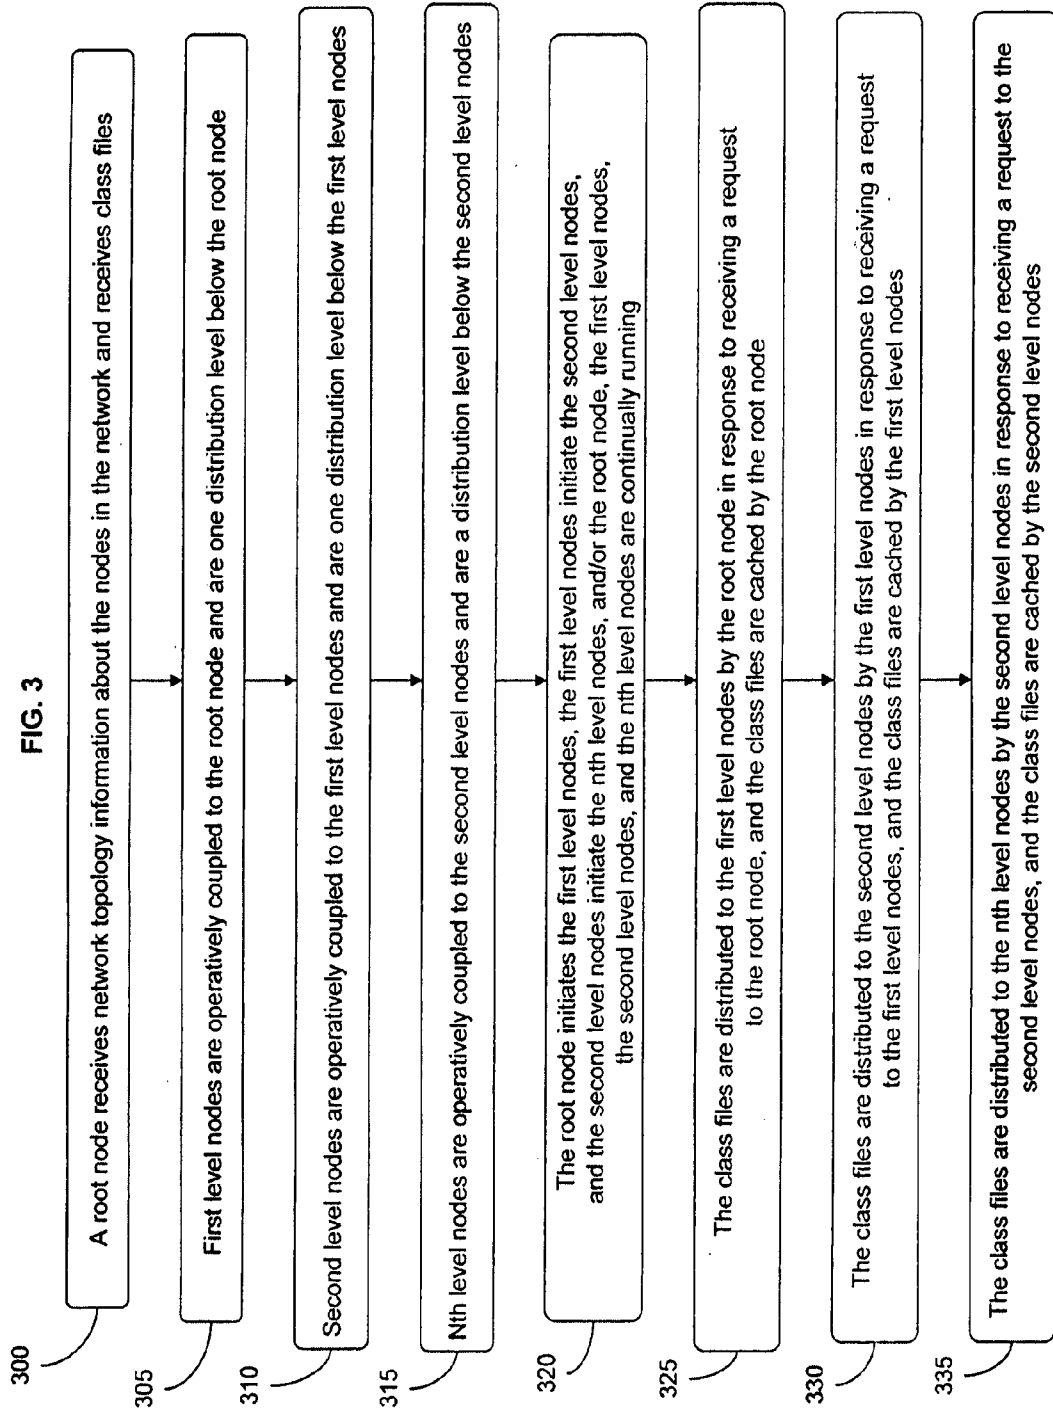 FIG. 3
300
A root node receives network topology information about the nodes in the network and receives class files
305
First level nodes are operatively coupled to the root node and are one distribution level below the root node
310
Second level nodes are operatively coupled to the first level nodes and are one distribution level below the first level nodes
315
Nth level nodes are operatively coupled to the second level nodes and are a distribution level below the second level nodes
320
The root node initiates the first level nodes, the first level nodes initiate the second level nodes,
and the second level nodes initiate the nth level nodes, and/or the root node, the first level nodes,
the second level nodes, and the nth level nodes are continually running
325
The class files are distributed to the first level nodes by the root node in response to receiving a request
to the root node, and the class files are cached by the root node
330
The class files are distributed to the second level nodes by the first level nodes in response to receiving a request
to the first level nodes, and the class files are cached by the first level nodes
335
The class files are distributed to the nth level nodes by the second level nodes in response to receiving a request to the
second level nodes, and the class files are cached by the second level nodes